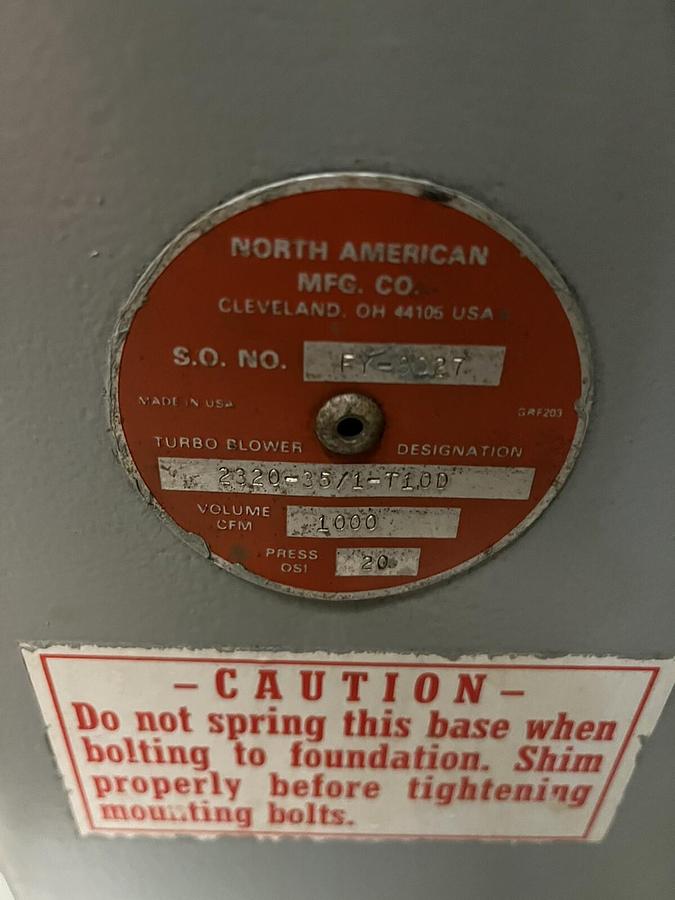 NORTH AMERICAN
MFG. CO.
CLEVELAND, OH 44105 USA
S.O. NO.
MADE IN USA
GRF203
TURBO BLOWER DESIGNATION
2320-35/1-T10D
VOLUME
CFM
1000
PRESS
OSI
20
-CAUTION-
Do not spring this base when
bolting to foundation. Shim
properly before tightening
mounting bolts.